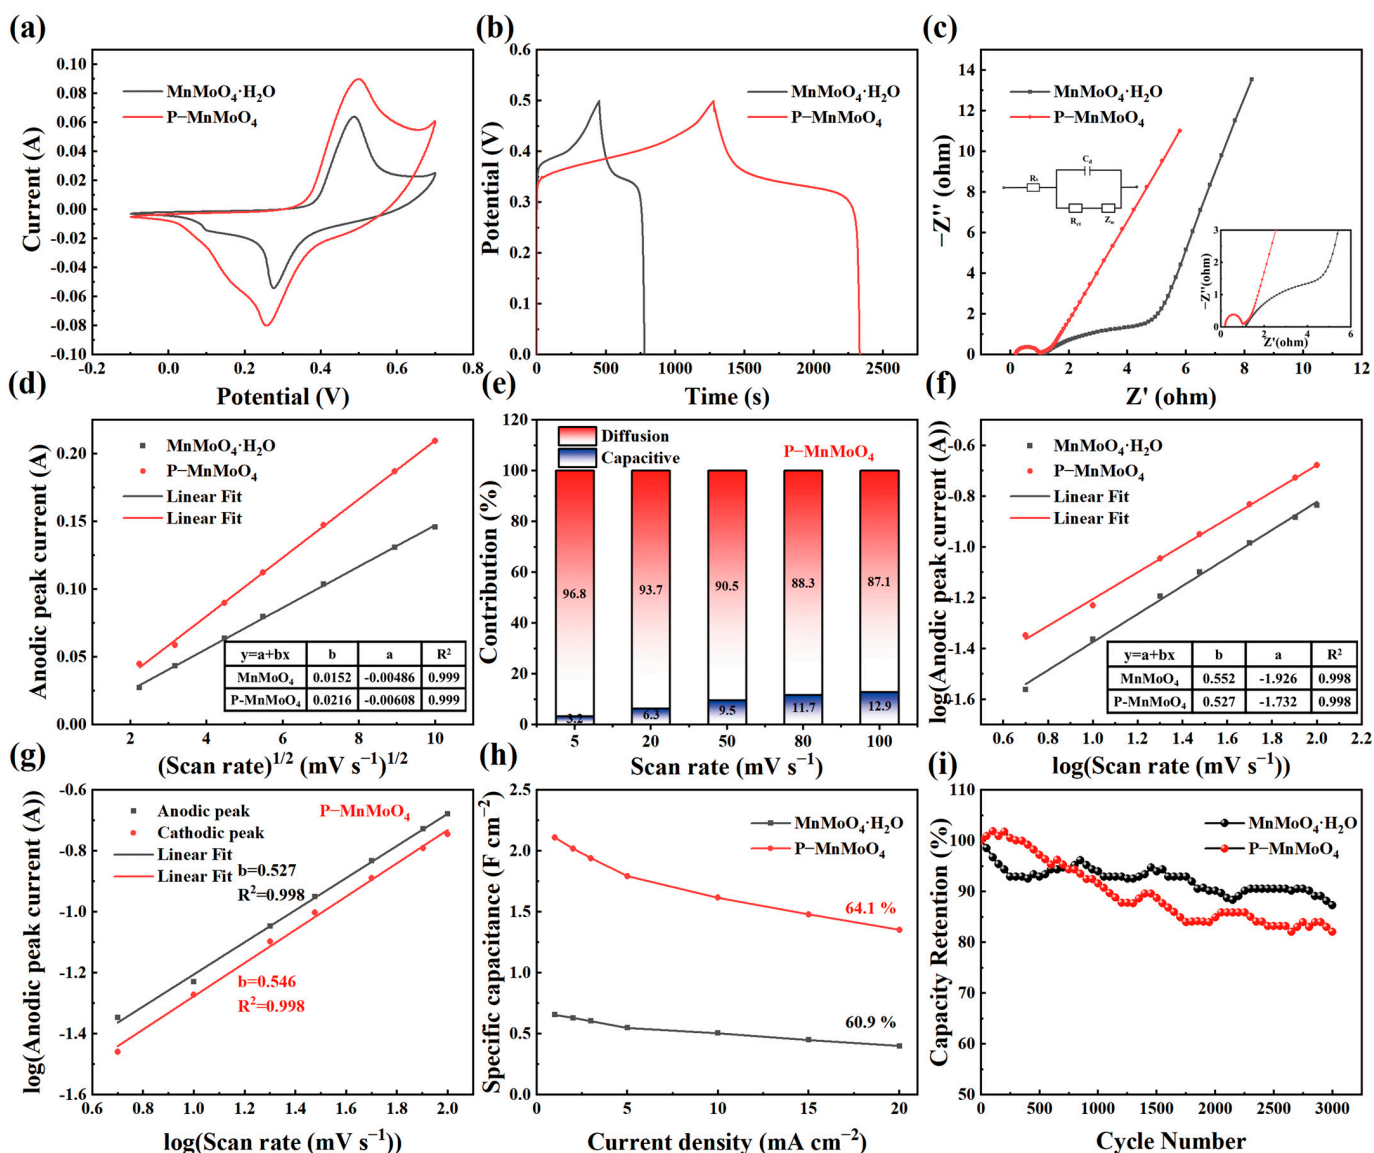 (a)
0.10
0.08
0.06
0.04
0.02
0.00
-0.02
-0.04
-0.06
-0.08
-0.10
Current (A)
MnMoO₄·H₂O
P−MnMoO₄
-0.2 0.0 0.2 0.4 0.6 0.8
Potential (V)
(b)
0.6
0.5
0.4
0.3
0.2
0.1
0.0
Potential (V)
MnMoO₄·H₂O
P−MnMoO₄
0 500 1000 1500 2000 2500
Time (s)
(c)
14
12
10
8
6
4
2
0
−Z'' (ohm)
MnMoO₄·H₂O
P−MnMoO₄
Rₛ
C_d
R_ct
Z_w
3
2
1
0
−Z''(ohm)
0 2 4 6
Z'(ohm)
0 2 4 6 8 10 12
Z' (ohm)
(d)
0.20
0.15
0.10
0.05
0.00
Anodic peak current (A)
MnMoO₄·H₂O
P−MnMoO₄
Linear Fit
Linear Fit
y=a+bx b a R²
MnMoO₄ 0.0152 -0.00486 0.999
P-MnMoO₄ 0.0216 -0.00608 0.999
2 4 6 8 10
(Scan rate)¹/² (mV s⁻¹)¹/²
(e)
120
100
80
60
40
20
0
Contribution (%)
Diffusion
Capacitive
P−MnMoO₄
96.8 93.7 90.5 88.3 87.1
3.2 6.3 9.5 11.7 12.9
5 20 50 80 100
Scan rate (mV s⁻¹)
(f)
-0.6
-0.8
-1.0
-1.2
-1.4
-1.6
log(Anodic peak current (A))
MnMoO₄·H₂O
P−MnMoO₄
Linear Fit
Linear Fit
y=a+bx b a R²
MnMoO₄ 0.552 -1.926 0.998
P-MnMoO₄ 0.527 -1.732 0.998
0.6 0.8 1.0 1.2 1.4 1.6 1.8 2.0 2.2
log(Scan rate (mV s⁻¹))
(g)
-0.6
-0.8
-1.0
-1.2
-1.4
-1.6
log(Anodic peak current (A))
Anodic peak
Cathodic peak
Linear Fit
Linear Fit
P−MnMoO₄
b=0.527
R²=0.998
b=0.546
R²=0.998
0.6 0.8 1.0 1.2 1.4 1.6 1.8 2.0
log(Scan rate (mV s⁻¹))
(h)
2.5
2.0
1.5
1.0
0.5
0.0
Specific capacitance (F cm⁻²)
MnMoO₄·H₂O
P−MnMoO₄
64.1 %
60.9 %
0 5 10 15 20
Current density (mA cm⁻²)
(i)
110
100
90
80
70
60
50
Capacity Retention (%)
MnMoO₄·H₂O
P−MnMoO₄
0 500 1000 1500 2000 2500 3000
Cycle Number